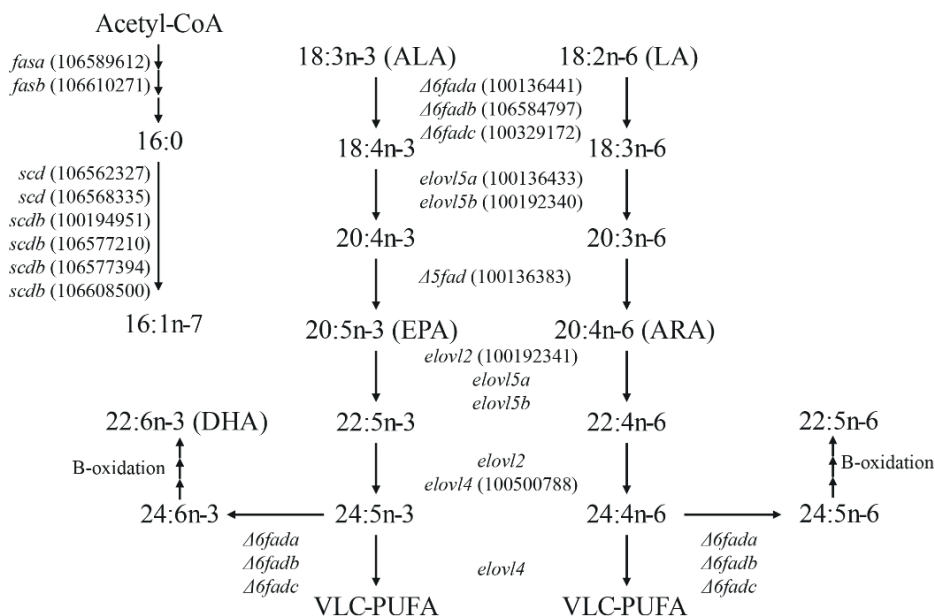 Acetyl-CoA
fasa (106589612)
fasb (106610271)
16:0
scd (106562327)
scd (106568335)
scdb (100194951)
scdb (106577210)
scdb (106577394)
scdb (106608500)
16:1n-7
18:3n-3 (ALA)
18:2n-6 (LA)
Δ6fada (100136441)
Δ6fadb (106584797)
Δ6fadc (100329172)
18:4n-3
18:3n-6
elovl5a (100136433)
elovl5b (100192340)
20:4n-3
20:3n-6
Δ5fad (100136383)
20:5n-3 (EPA)
20:4n-6 (ARA)
elovl2 (100192341)
elovl5a
elovl5b
22:6n-3 (DHA)
22:5n-3
22:4n-6
22:5n-6
B-oxidation
elovl2
elovl4 (100500788)
B-oxidation
24:6n-3
24:5n-3
24:4n-6
24:5n-6
Δ6fada
Δ6fadb
Δ6fadc
elovl4
Δ6fada
Δ6fadb
Δ6fadc
VLC-PUFA
VLC-PUFA